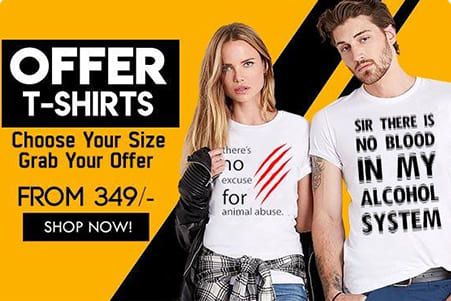 OFFER
T-SHIRTS
Choose Your Size
Grab Your Offer
FROM 349/-
SHOP NOW!
there's
no
excuse
for
animal abuse.
SIR THERE IS
NO BLOOD
IN MY
ALCOHOL
SYSTEM